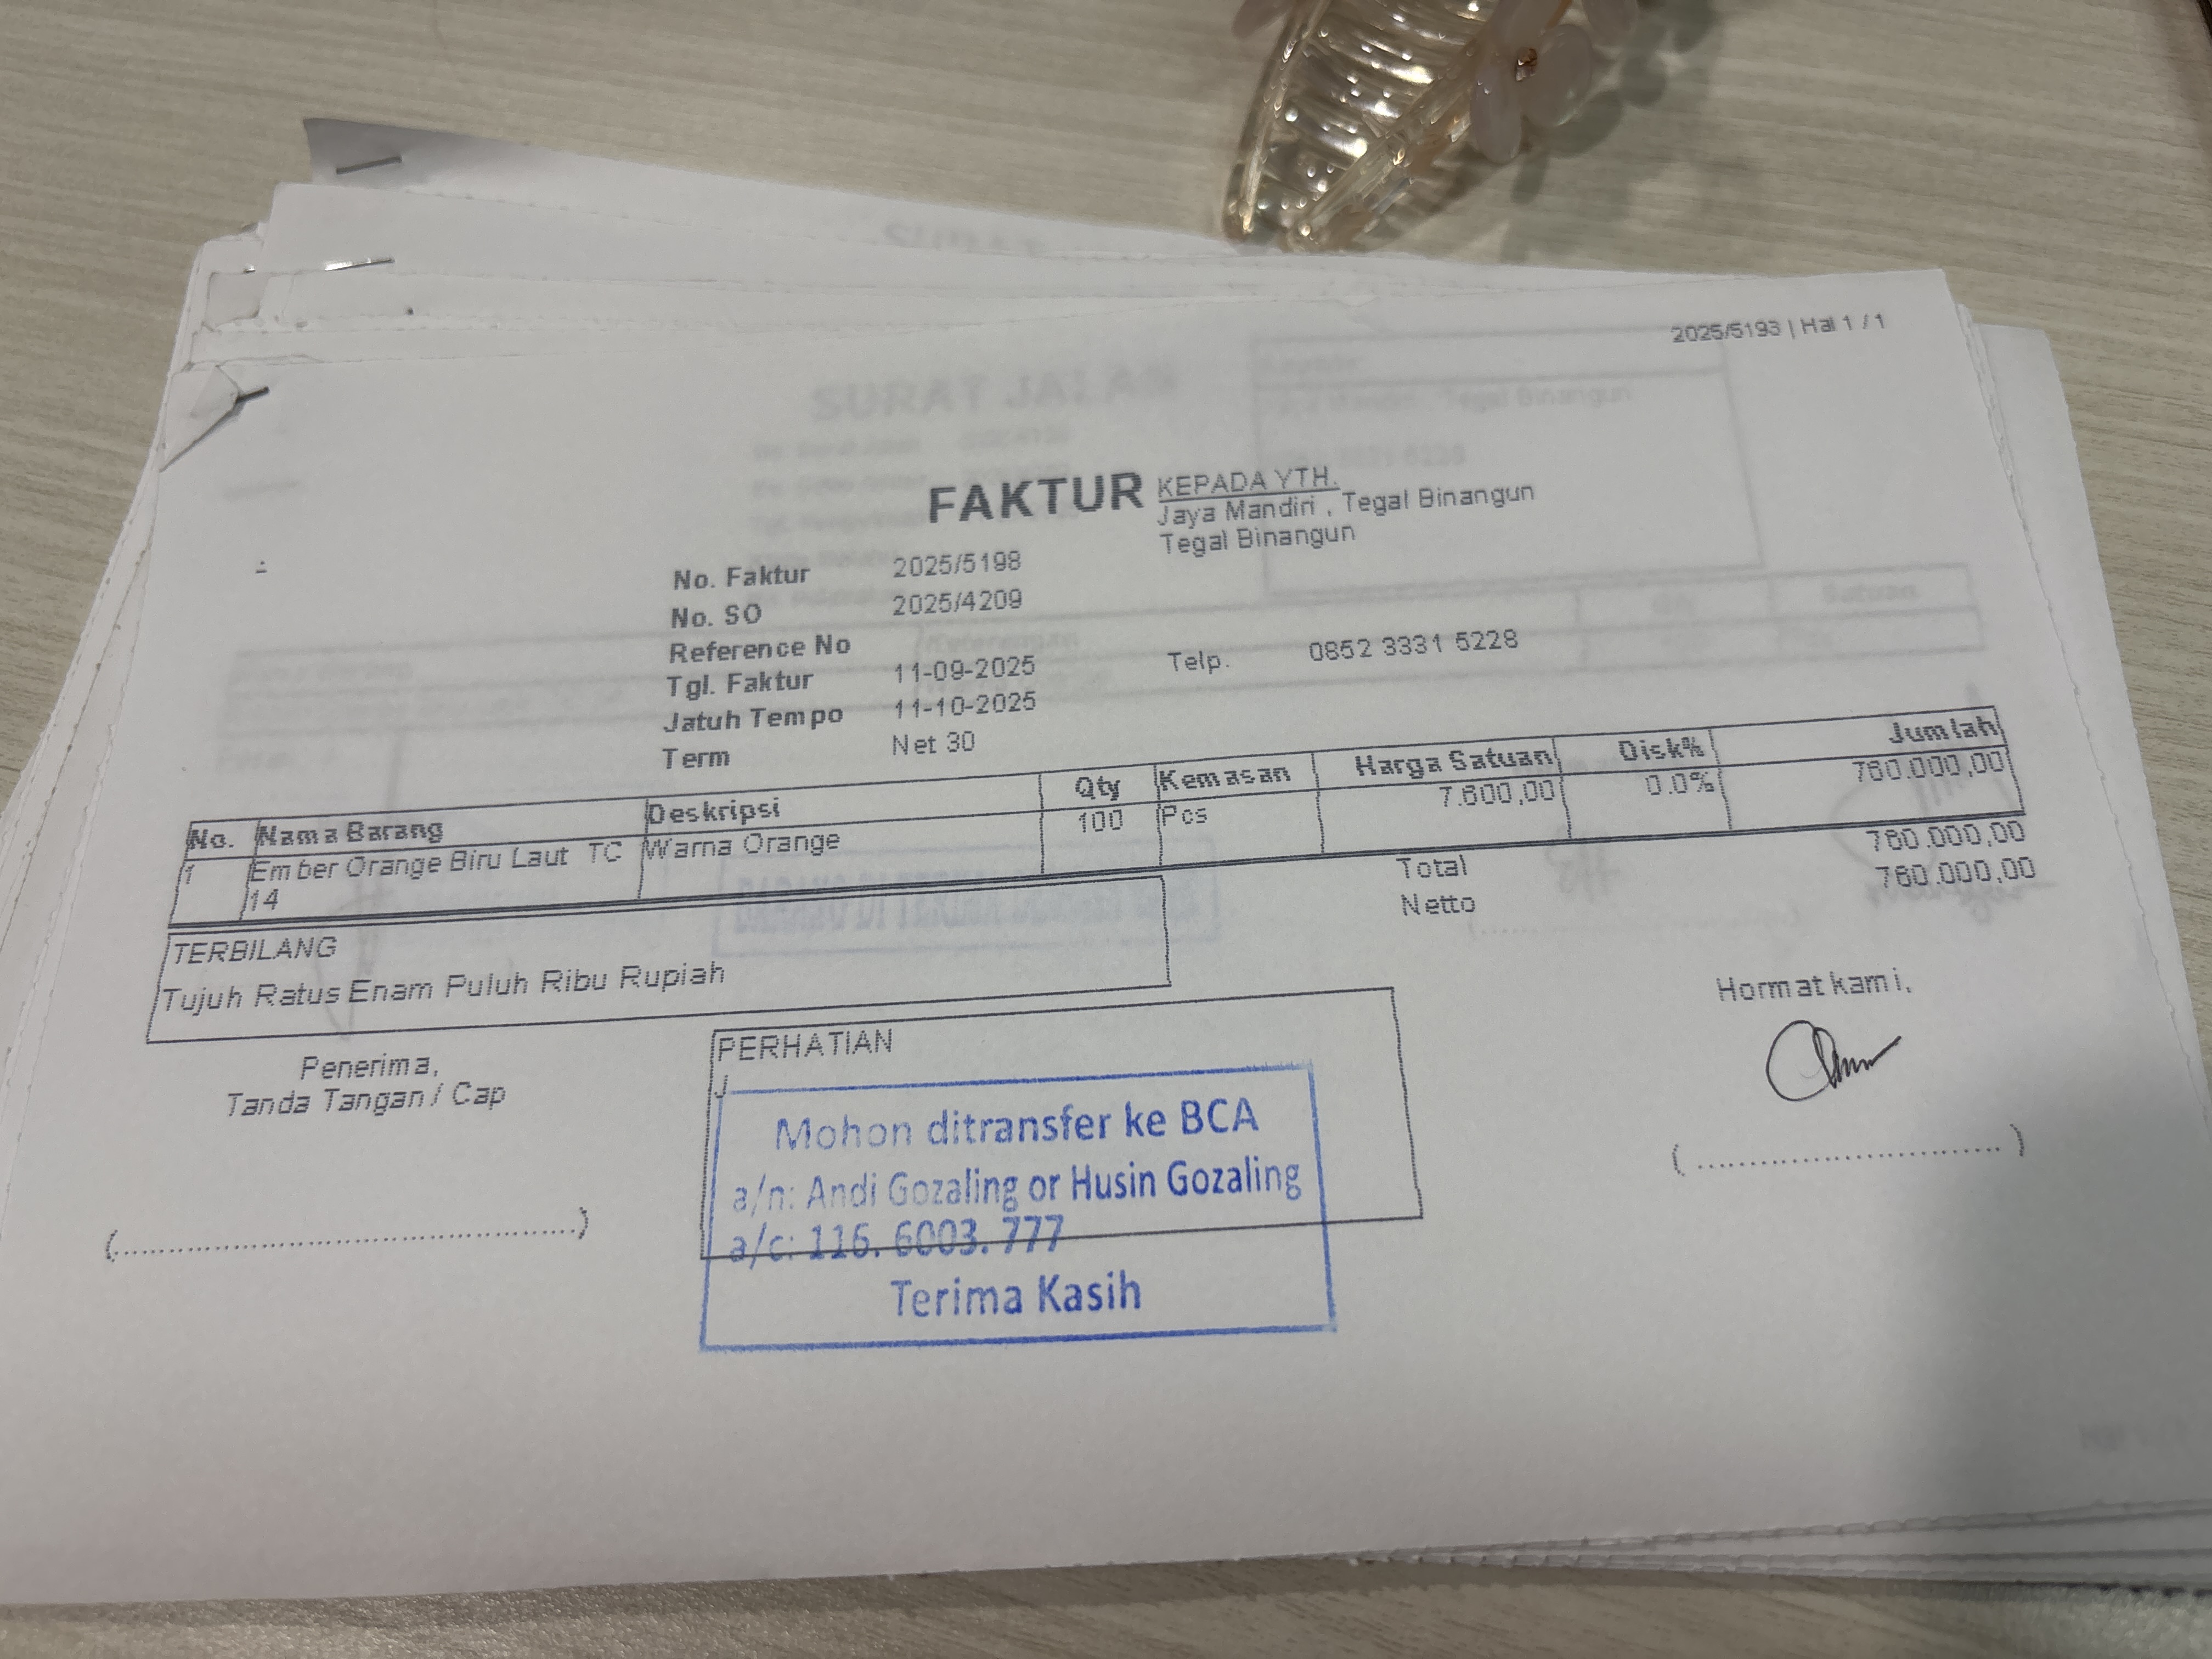 2025/5193 | Hal 1 / 1
FAKTUR
KEPADA YTH.
Jaya Mandiri , Tegal Binangun
Tegal Binangun
No. Faktur 2025/5198
No. SO 2025/4209
Reference No
Tgl. Faktur 11-09-2025
Jatuh Tempo 11-10-2025
Term Net 30
Telp. 0852 3331 6228
No. Nama Barang Deskripsi Qty Kemasan Harga Satuan Disk% Jumlah
1 Ember Orange Biru Laut TC Warna Orange 100 Pcs 7.600,00 0.0% 760.000,00
14
Total 760.000,00
Netto 760.000,00
TERBILANG
Tujuh Ratus Enam Puluh Ribu Rupiah
Penerima,
Tanda Tangan / Cap
(..................................................)
PERHATIAN
J
Mohon ditransfer ke BCA
a/n: Andi Gozaling or Husin Gozaling
a/c: 116. 6003. 777
Terima Kasih
Hormat kami,
( ................................. )
SURAT JALAN